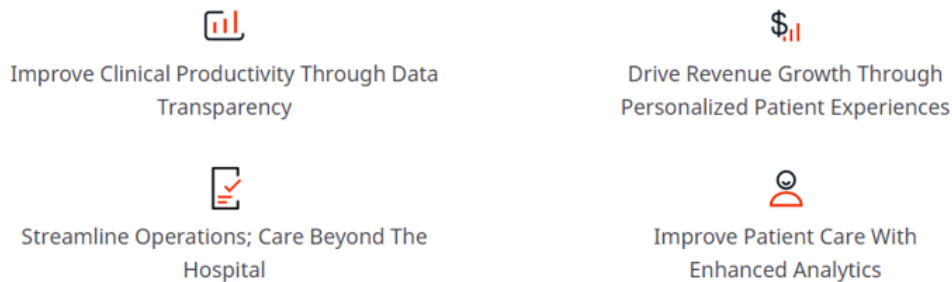 Improve Clinical Productivity Through Data
Transparency
Drive Revenue Growth Through
Personalized Patient Experiences
Streamline Operations; Care Beyond The
Hospital
Improve Patient Care With
Enhanced Analytics